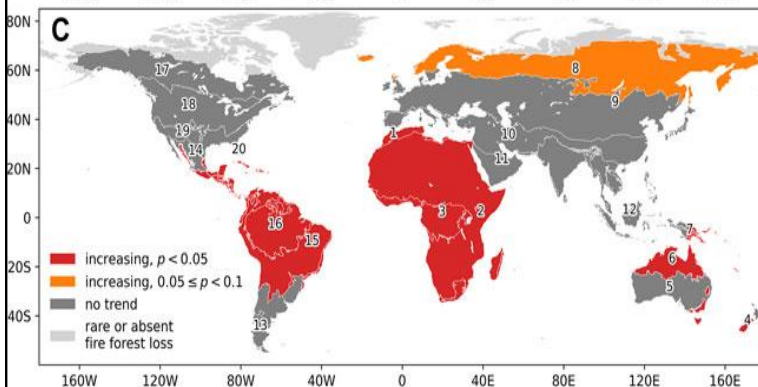 C
80N
60N
40N
20N
0
20S
40S
17
18
19
14
20
16
15
13
1
3
2
8
9
10
11
12
7
6
5
4
increasing, p < 0.05
increasing, 0.05 ≤ p < 0.1
no trend
rare or absent
fire forest loss
160W 120W 80W 40W 0 40E 80E 120E 160E